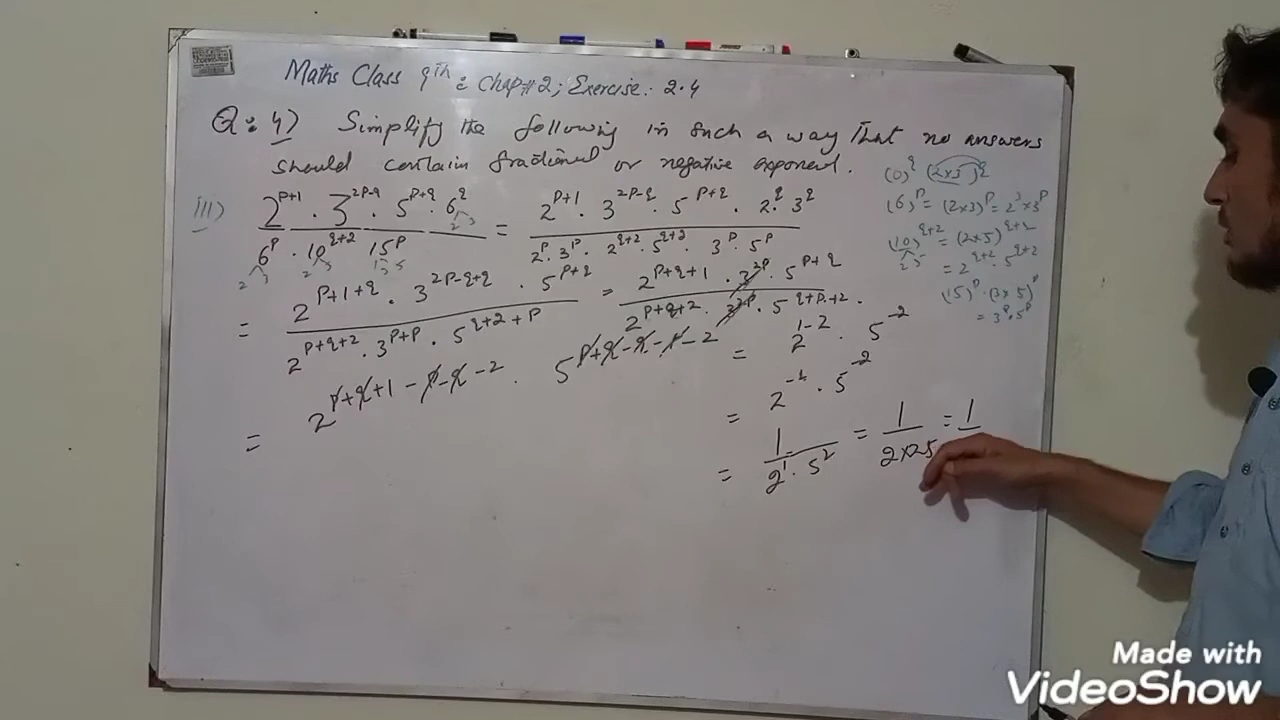 Maths Class 9th: Chap#2; Exercise: 2.4
Q: 4) Simplify the following in such a way that no answers
should contain fractional or negative exponent.
iii) 2^(p+1) · 3^(2p-q) · 5^(p+q) · 6^q / 6^p · 10^(q+2) · 15^p = 2^(p+1) · 3^(2p-q) · 5^(p+q) · 2^q · 3^q / 2^p · 3^p · 2^(q+2) · 5^(q+2) · 3^p · 5^p
= 2^(p+1+q) · 3^(2p-q+q) · 5^(p+q) / 2^(p+q+2) · 3^(p+p) · 5^(q+2+p) = 2^(p+q+1) · 3^(2p) · 5^(p+q) / 2^(p+q+2) · 3^(2p) · 5^(q+p+2)
= 2^(p+q+1-p-q-2) · 5^(p+q-q-p-2) = 2^(1-2) · 5^(-2)
= 2^(-1) · 5^(-2)
= 1 / 2^1 · 5^2 = 1 / 2×25 = 1
(2×3)^q
(6)^p = (2×3)^p = 2^3 × 3^p
(10)^(q+2) = (2×5)^(q+2)
= 2^(q+2) · 5^(q+2)
(15)^p · (3×5)^p
= 3^p · 5^p
Made with
VideoShow